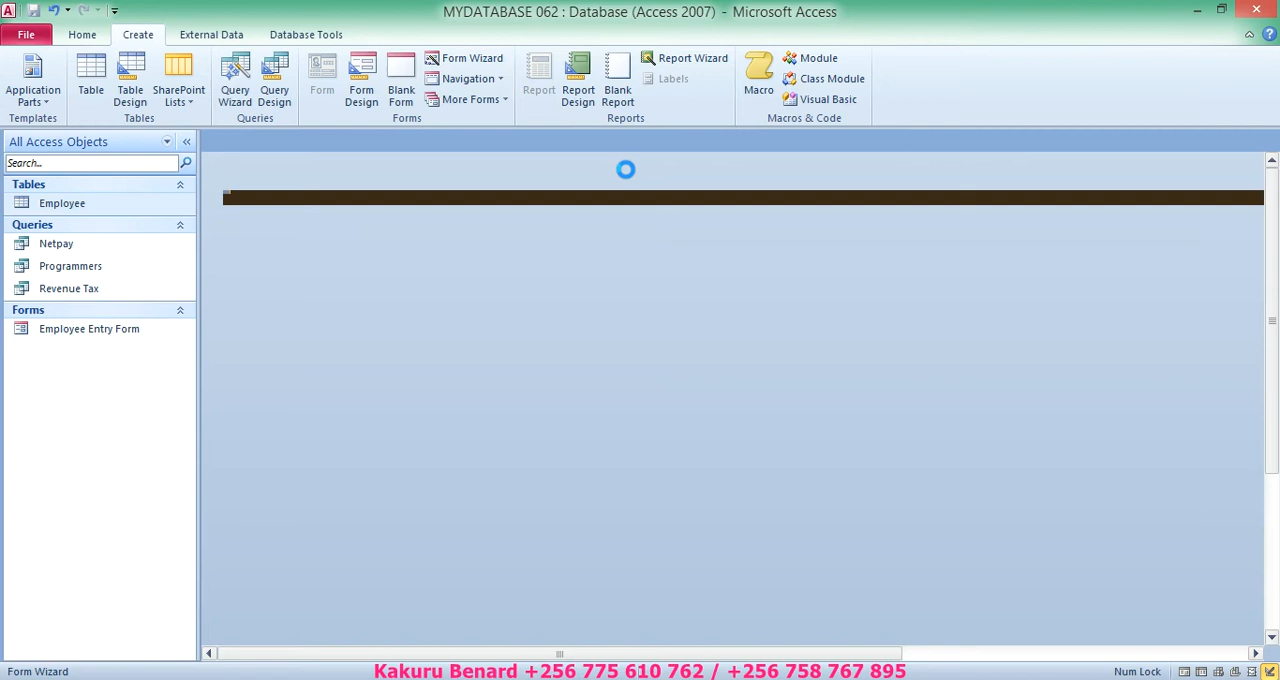 MYDATABASE 062 : Database (Access 2007) - Microsoft Access
File Home Create External Data Database Tools
Application Parts
Table
Table Design
SharePoint Lists
Query Wizard
Query Design
Form
Form Design
Blank Form
Form Wizard
Navigation
More Forms
Report
Report Design
Blank Report
Report Wizard
Labels
Macro
Module
Class Module
Visual Basic
Templates Tables Queries Forms Reports Macros & Code
All Access Objects
Search...
Tables
Employee
Queries
Netpay
Programmers
Revenue Tax
Forms
Employee Entry Form
Form Wizard
Kakuru Benard +256 775 610 762 / +256 758 767 895
Num Lock